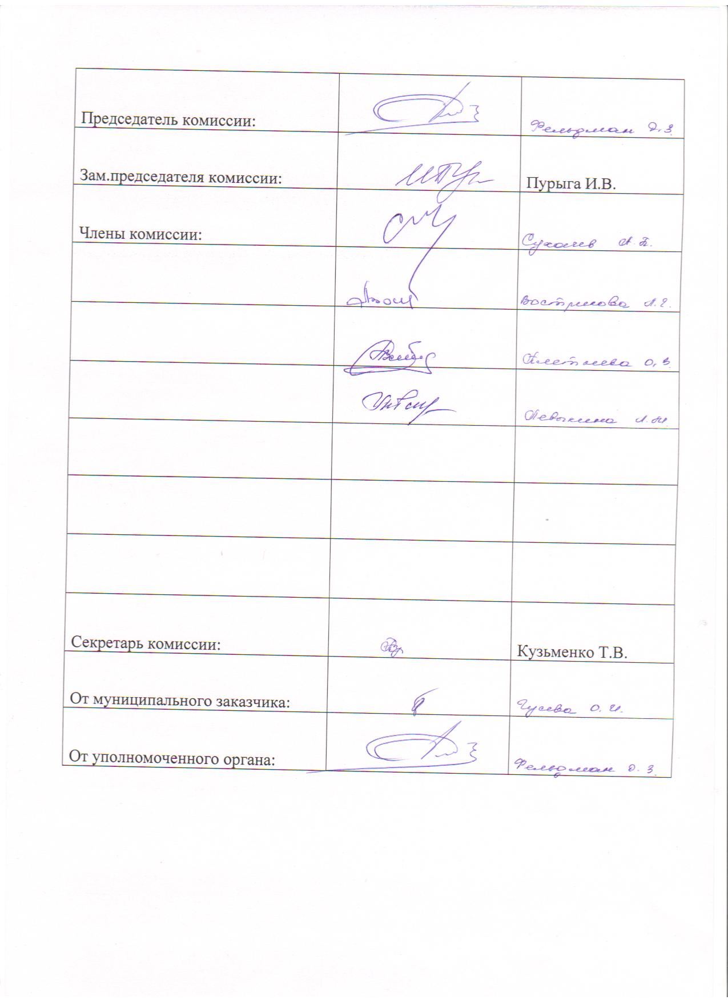 Председатель комиссии: Фельдман Д.З.
Зам.председателя комиссии: Пурыга И.В.
Члены комиссии: Сухачев А.П.
Вострикова Л.Г.
О.В.
Левыкина Л.Ж.
Секретарь комиссии: Кузьменко Т.В.
От муниципального заказчика: Гусева О.И.
От уполномоченного органа: Фельдман Д.З.